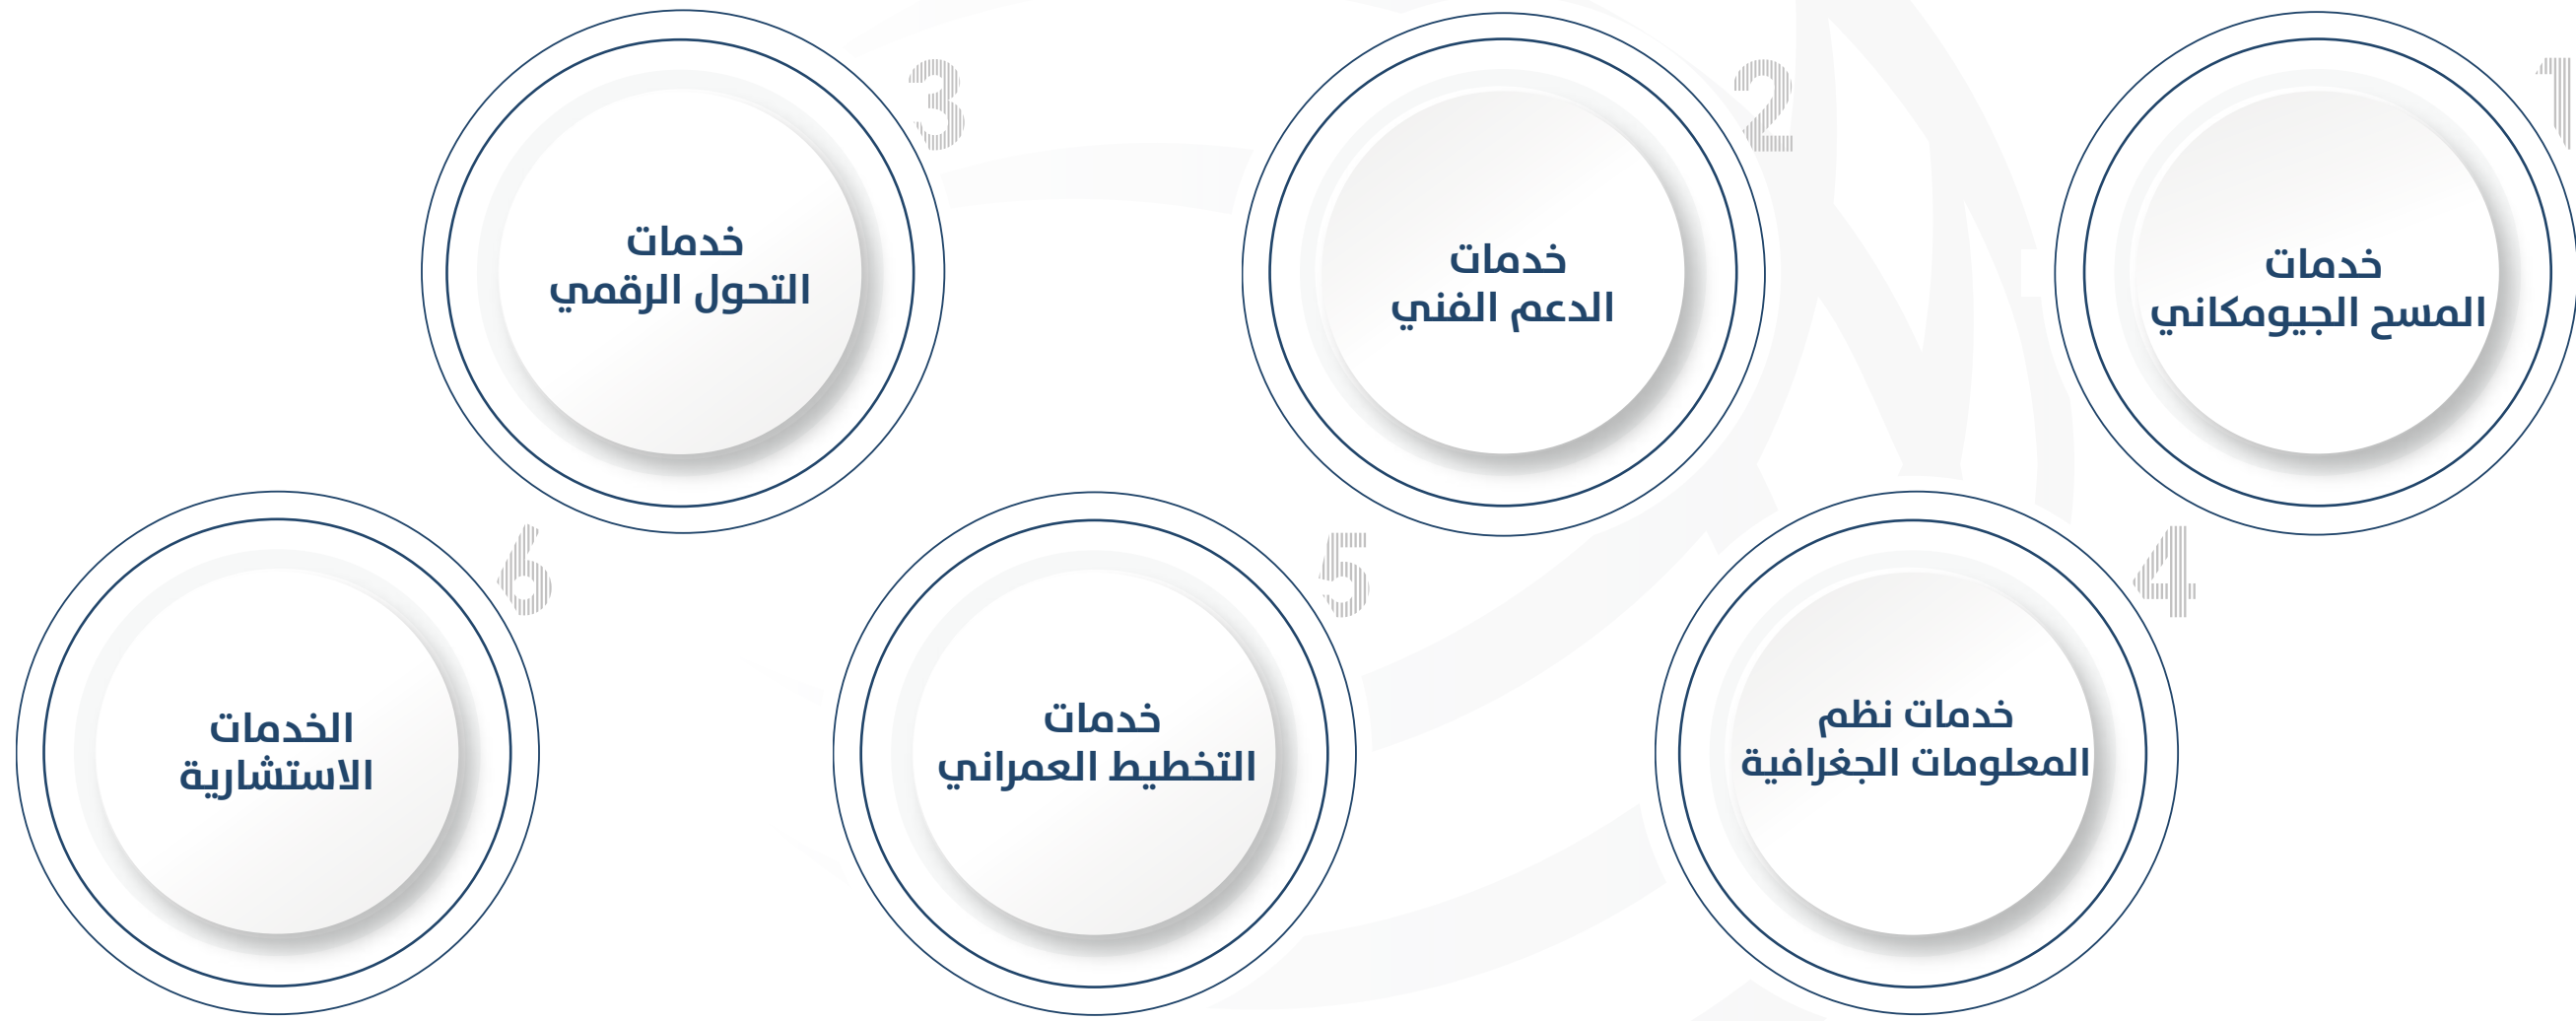 1
خدمات
المسح الجيومكاني
2
خدمات
الدعم الفني
3
خدمات
التحول الرقمي
4
خدمات نظم
المعلومات الجغرافية
5
خدمات
التخطيط العمراني
6
الخدمات
الاستشارية